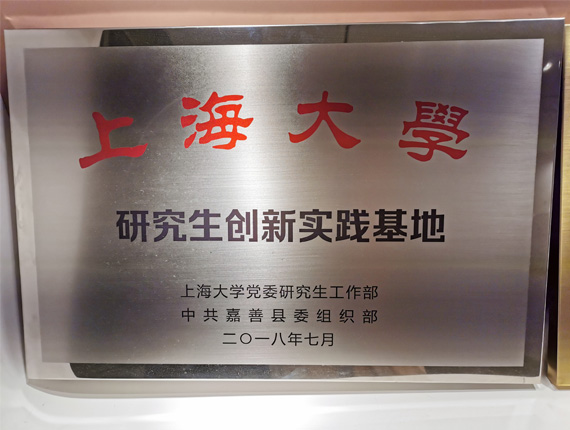 上海大學
研究生创新实践基地
上海大学党委研究生工作部
中共嘉善县委组织部
二〇一八年七月